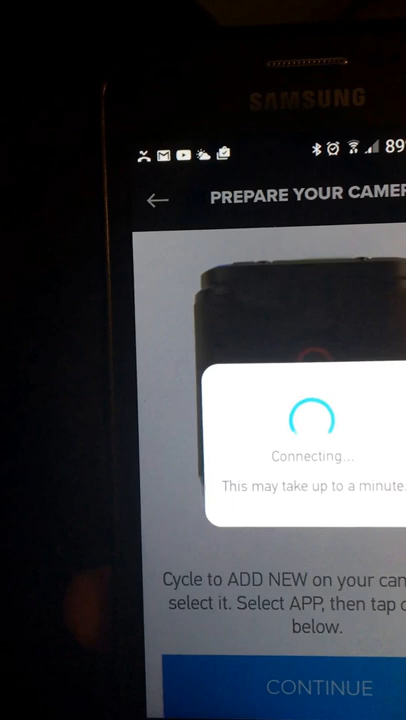 SAMSUNG
89
PREPARE YOUR CAMER
Connecting...
This may take up to a minute.
Cycle to ADD NEW on your cam
select it. Select APP, then tap c
below.
CONTINUE